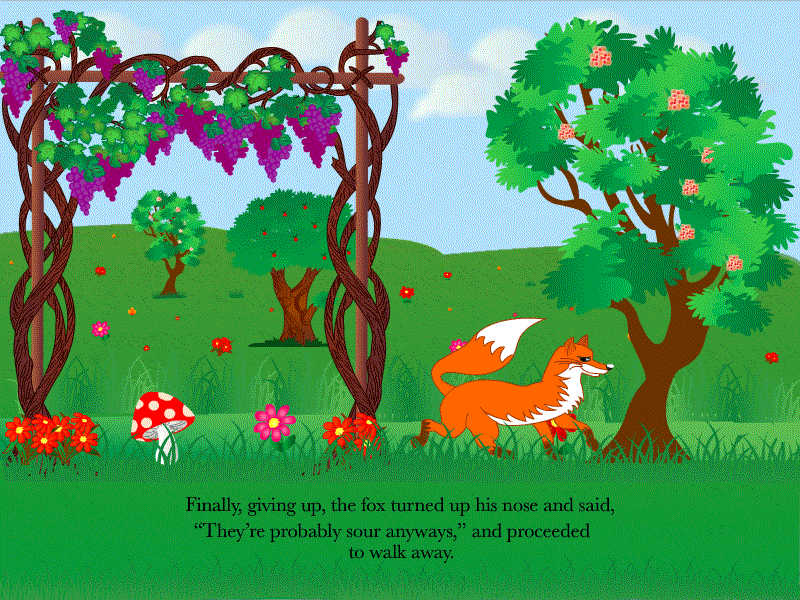 Finally, giving up, the fox turned up his nose and said,
“They’re probably sour anyways,” and proceeded
to walk away.